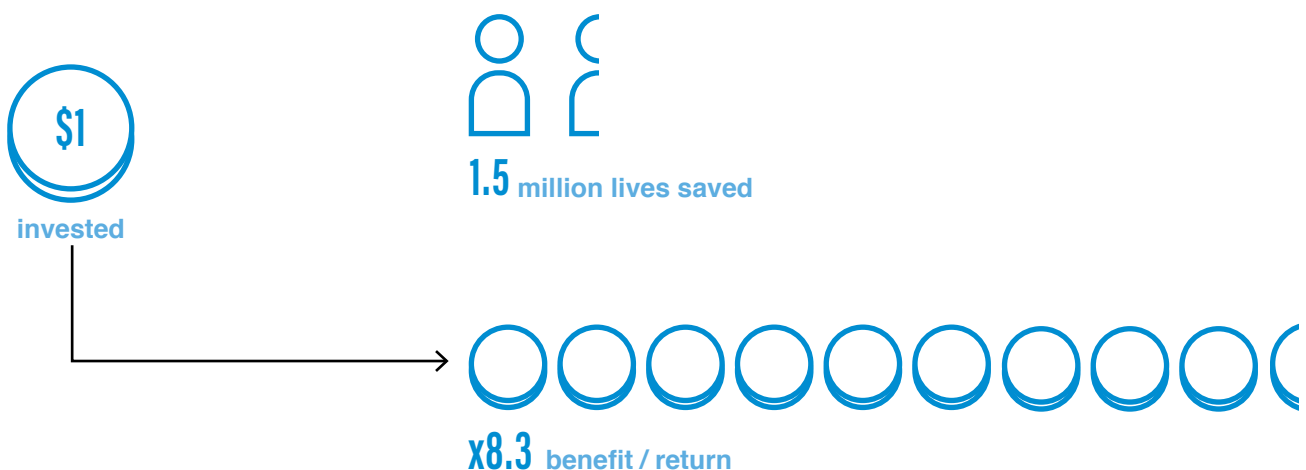 $1
invested
1.5 million lives saved
x8.3 benefit / return